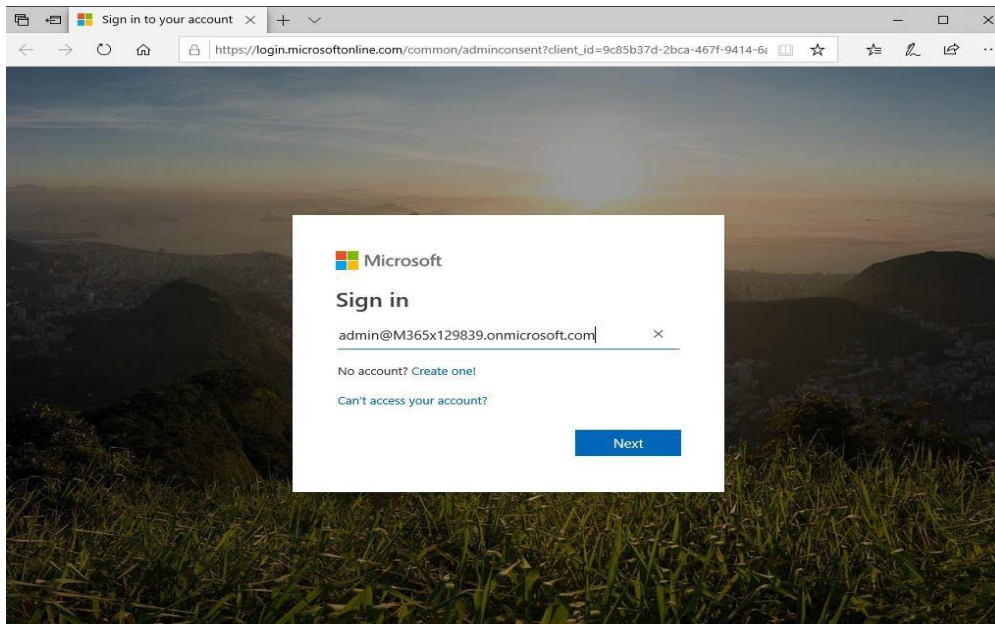 Sign in to your account
https://login.microsoftonline.com/common/adminconsent?client_id=9c85b37d-2bca-467f-9414-6
Microsoft
Sign in
admin@M365x129839.onmicrosoft.com
No account? Create one!
Can't access your account?
Next